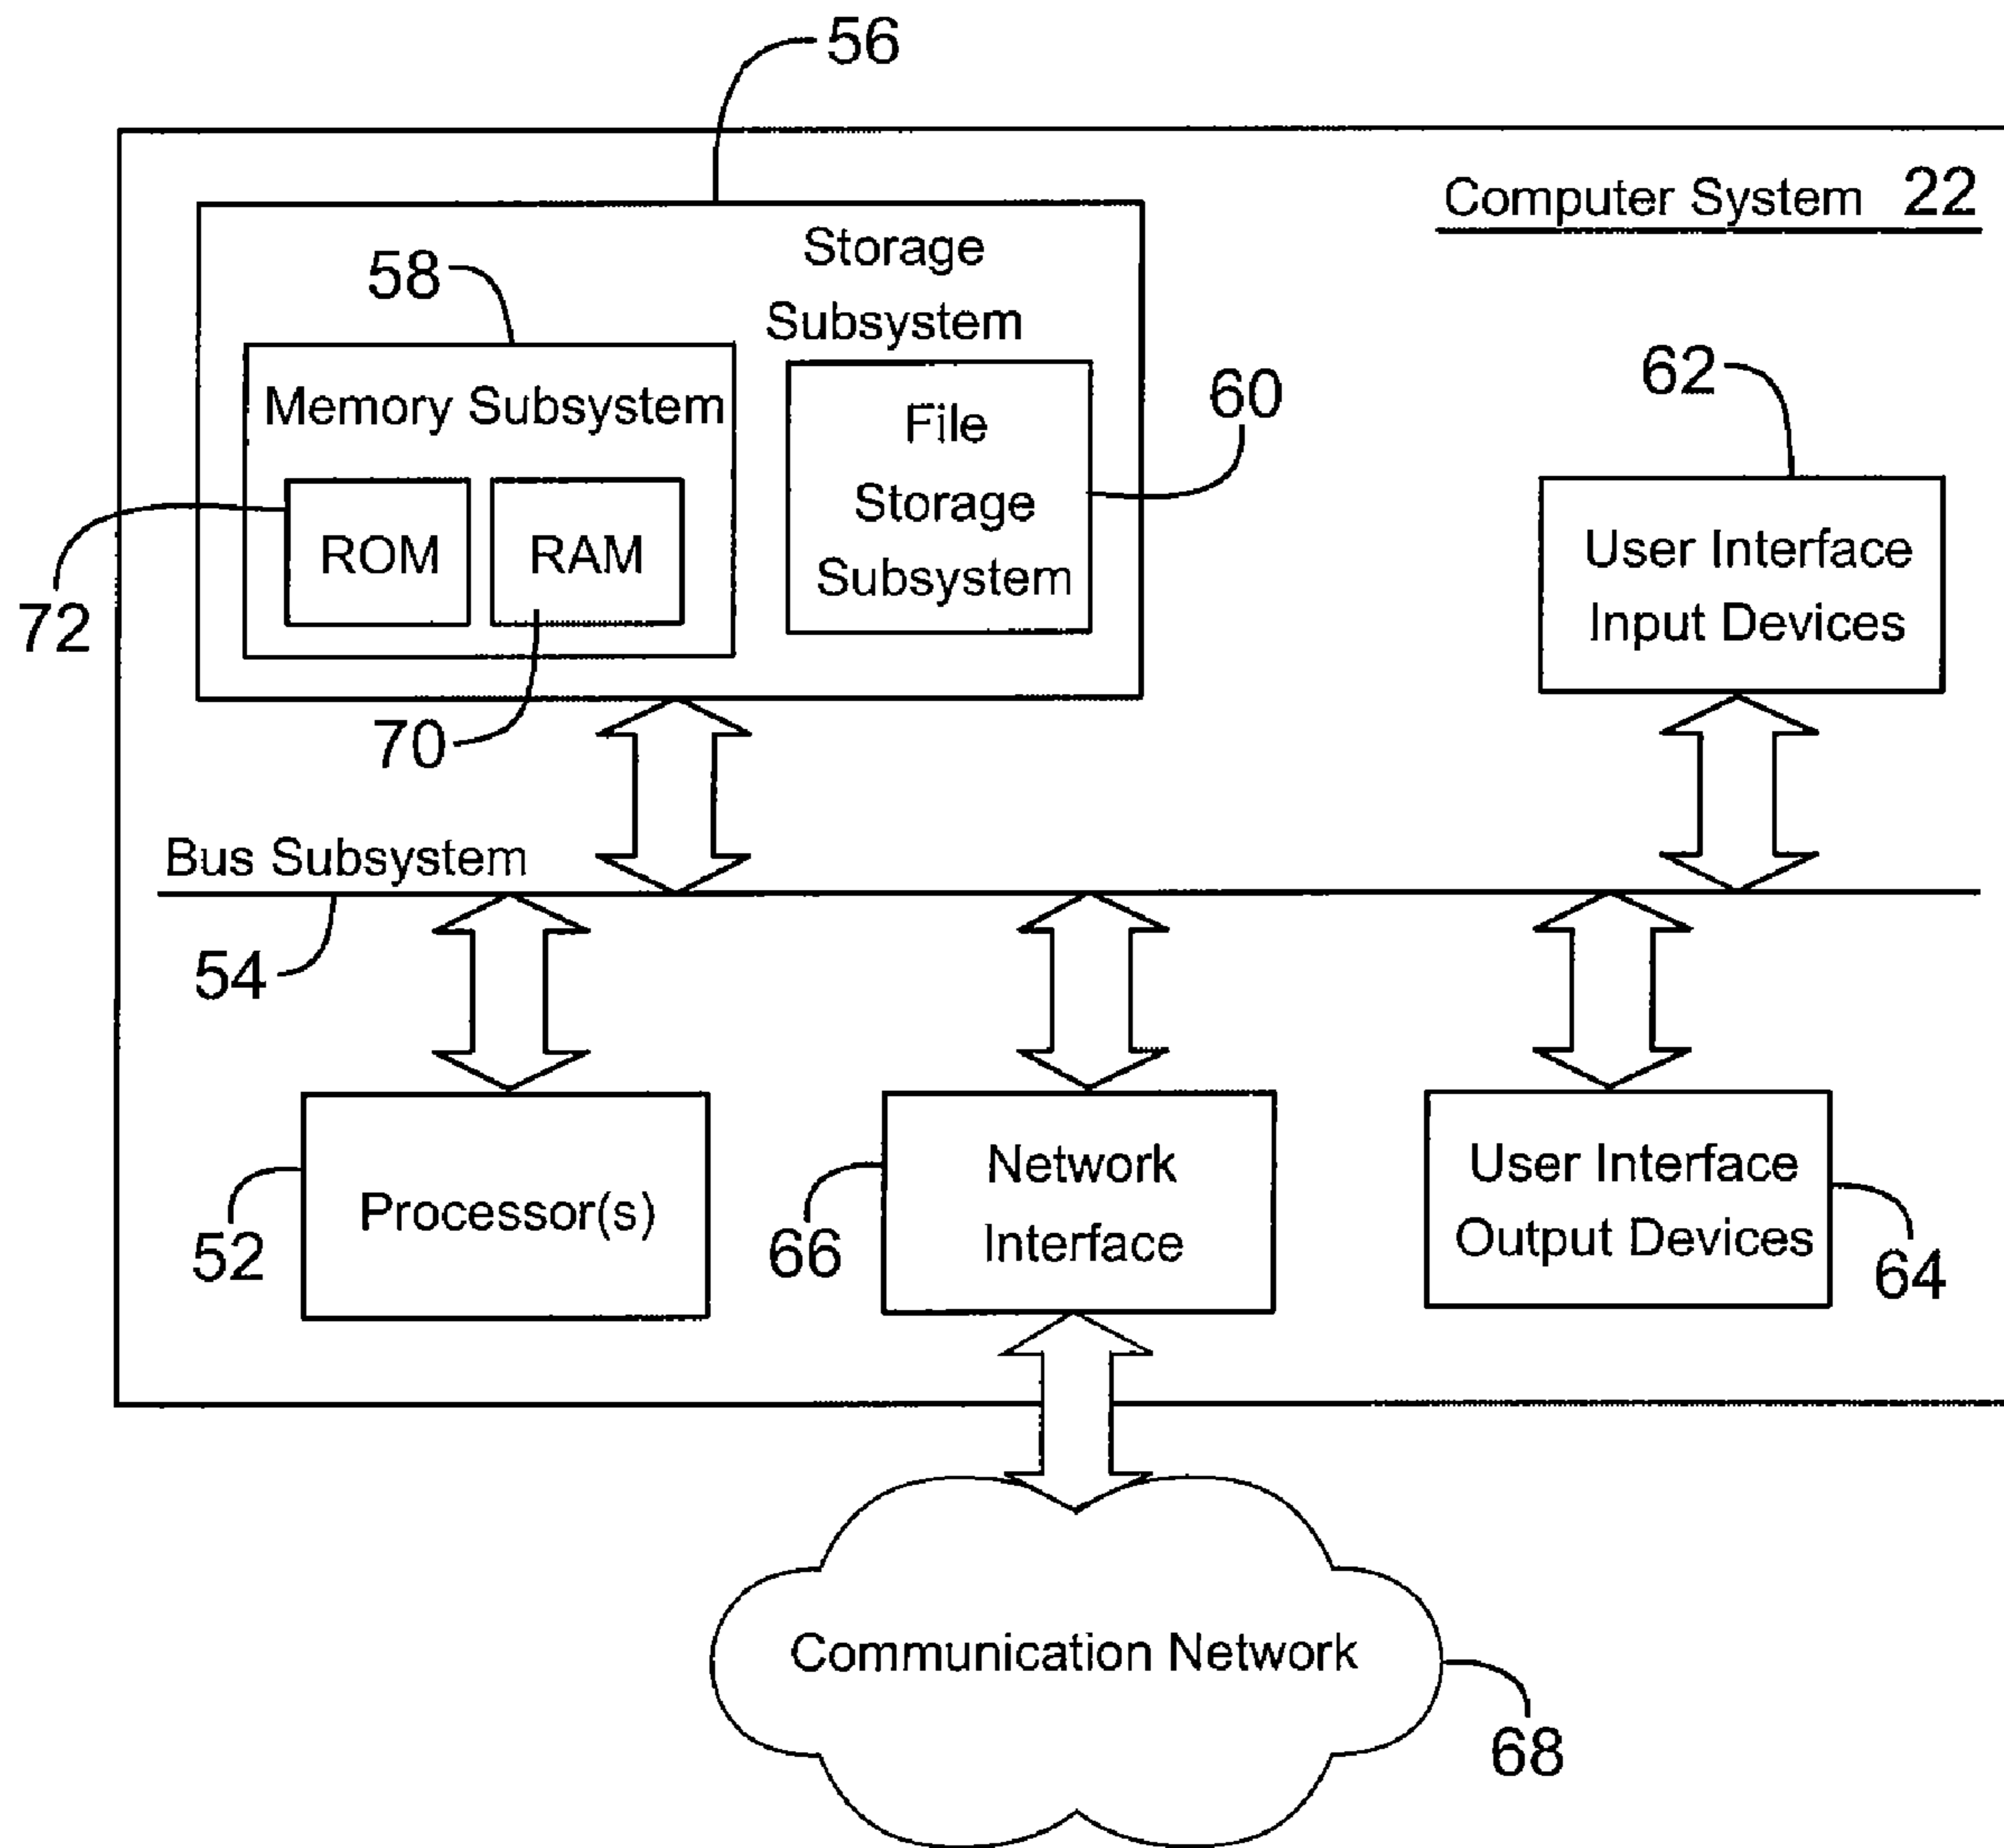 56
Computer System 22
Storage
Subsystem
58
Memory Subsystem
ROM
RAM
72
70
File
Storage
Subsystem
60
62
User Interface
Input Devices
Bus Subsystem
54
Processor(s)
52
Network
Interface
66
User Interface
Output Devices
64
Communication Network
68